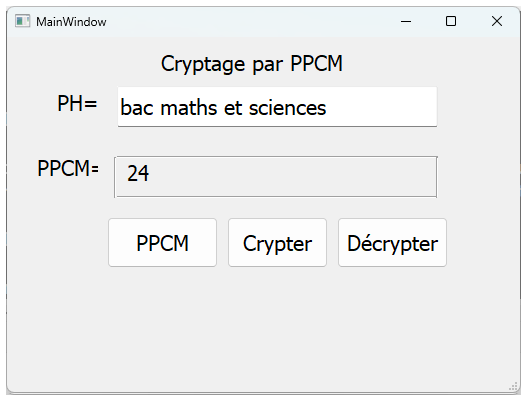 MainWindow
Cryptage par PPCM
PH= bac maths et sciences
PPCM= 24
PPCM Crypter Décrypter